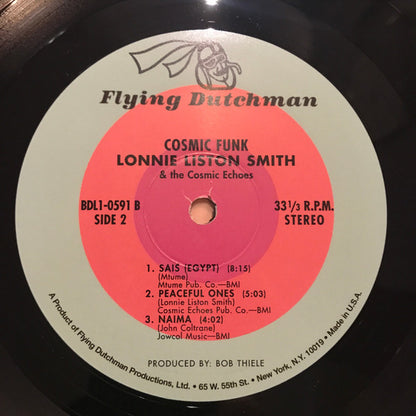 Flying Dutchman
COSMIC FUNK
LONNIE LISTON SMITH
& the Cosmic Echoes
BDL1-0591 B
SIDE 2
33 1/3 R.P.M.
STEREO
1. SAIS (EGYPT) (8:15)
(Mtume)
Mtume Pub. Co.—BMI
2. PEACEFUL ONES (5:03)
(Lonnie Liston Smith)
Cosmic Echoes Pub. Co.—BMI
3. NAIMA (4:02)
(John Coltrane)
Jowcol Music—BMI
PRODUCED BY: BOB THIELE
A Product of Flying Dutchman Productions, Ltd. • 65 W. 55th St. • New York, N.Y. 10019 • Made in U.S.A.